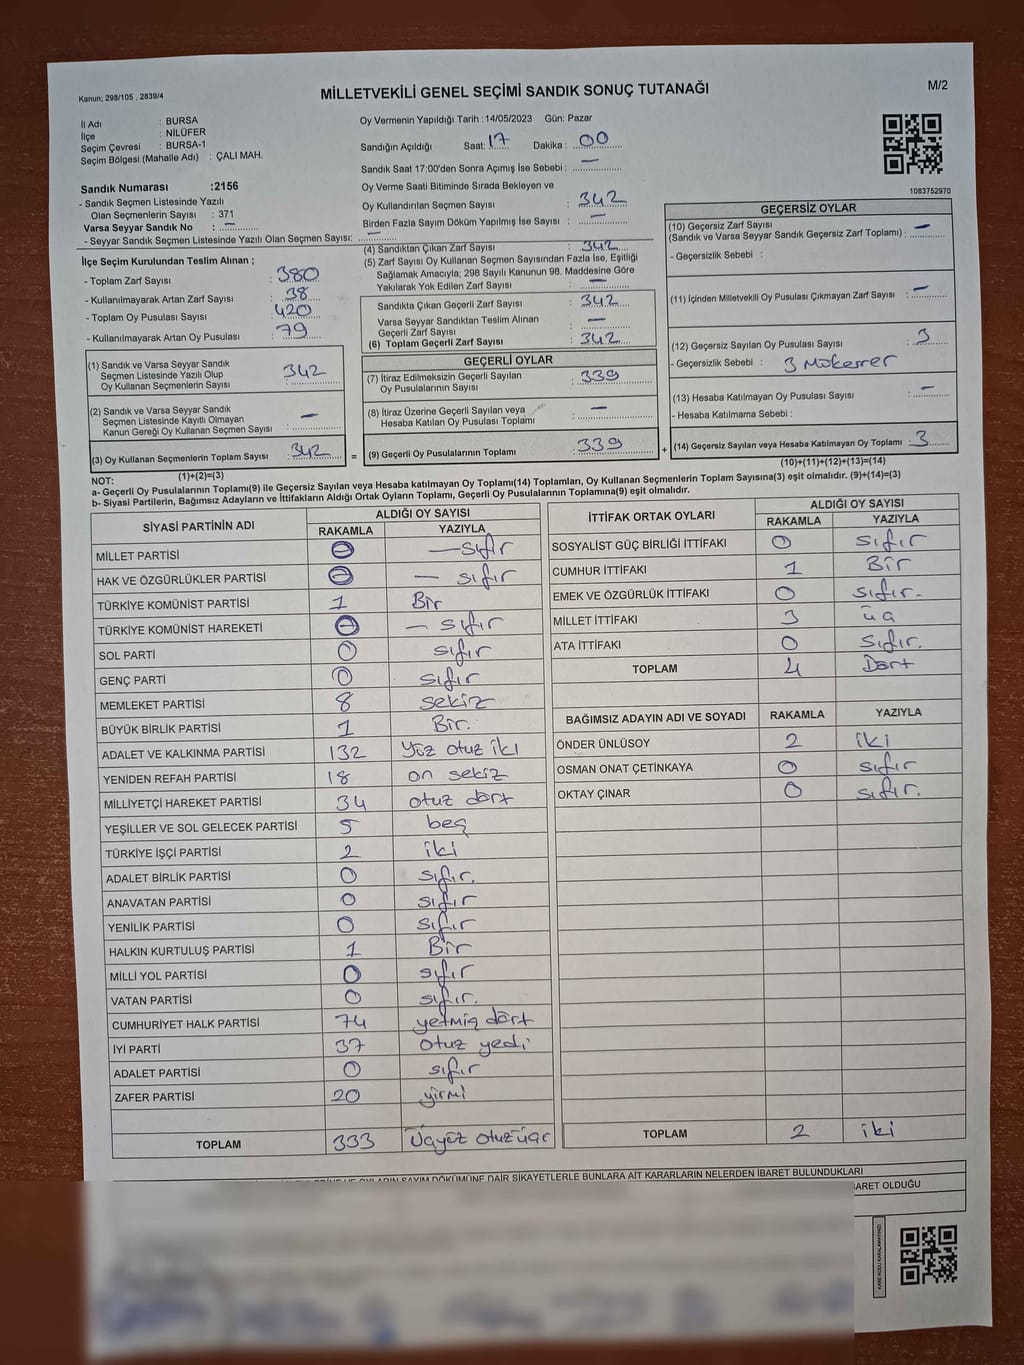 Kanun; 298/105 , 2839/4
MİLLETVEKİLİ GENEL SEÇİMİ SANDIK SONUÇ TUTANAĞI
M/2
İl Adı : BURSA
İlçe : NİLÜFER
Seçim Çevresi : BURSA-1
Seçim Bölgesi (Mahalle Adı) : ÇALI MAH.
Sandık Numarası :2156
- Sandık Seçmen Listesinde Yazılı
Olan Seçmenlerin Sayısı : 371
Varsa Seyyar Sandık No : —
- Seyyar Sandık Seçmen Listesinde Yazılı Olan Seçmen Sayısı: —
Oy Vermenin Yapıldığı Tarih :14/05/2023 Gün: Pazar
Sandığın Açıldığı Saat: 17 Dakika : 00
Sandık Saat 17:00'den Sonra Açımış İse Sebebi : —
Oy Verme Saati Bitiminde Sırada Bekleyen ve
Oy Kullandırılan Seçmen Sayısı : 342
Birden Fazla Sayım Döküm Yapılmış İse Sayısı : —
1083752970
İlçe Seçim Kurulundan Teslim Alınan ;
- Toplam Zarf Sayısı : 380
- Kullanılmayarak Artan Zarf Sayısı : 38
- Toplam Oy Pusulası Sayısı : 420
- Kullanılmayarak Artan Oy Pusulası : 79
(1) Sandık ve Varsa Seyyar Sandık
Seçmen Listesinde Yazılı Olup
Oy Kullanan Seçmenlerin Sayısı : 342
(2) Sandık ve Varsa Seyyar Sandık
Seçmen Listesinde Kayıtlı Olmayan
Kanun Gereği Oy Kullanan Seçmen Sayısı : —
(3) Oy Kullanan Seçmenlerin Toplam Sayısı : 342
(1)+(2)=(3)
(4) Sandıktan Çıkan Zarf Sayısı : 342
(5) Zarf Sayısı Oy Kullanan Seçmen Sayısından Fazla İse, Eşitliği
Sağlamak Amacıyla; 298 Sayılı Kanunun 98. Maddesine Göre
Yakılarak Yok Edilen Zarf Sayısı : —
Sandıkta Çıkan Geçerli Zarf Sayısı : 342
Varsa Seyyar Sandıktan Teslim Alınan
Geçerli Zarf Sayısı : —
(6) Toplam Geçerli Zarf Sayısı : 342
GEÇERLİ OYLAR
(7) İtiraz Edilmeksizin Geçerli Sayılan
Oy Pusulalarının Sayısı : 339
(8) İtiraz Üzerine Geçerli Sayılan veya
Hesaba Katılan Oy Pusulası Toplamı : —
= (9) Geçerli Oy Pusulalarının Toplamı : 339 +
GEÇERSİZ OYLAR
(10) Geçersiz Zarf Sayısı
(Sandık ve Varsa Seyyar Sandık Geçersiz Zarf Toplamı) : —
- Geçersizlik Sebebi :
(11) İçinden Milletvekili Oy Pusulası Çıkmayan Zarf Sayısı : —
(12) Geçersiz Sayılan Oy Pusulası Sayısı : 3
- Geçersizlik Sebebi : 3 Mükerrer
(13) Hesaba Katılmayan Oy Pusulası Sayısı : —
- Hesaba Katılmama Sebebi :
(14) Geçersiz Sayılan veya Hesaba Katılmayan Oy Toplamı : 3
(10)+(11)+(12)+(13)=(14)
NOT:
a- Geçerli Oy Pusulalarının Toplamı(9) ile Geçersiz Sayılan veya Hesaba katılmayan Oy Toplamı(14) Toplamları, Oy Kullanan Seçmenlerin Toplam Sayısına(3) eşit olmalıdır. (9)+(14)=(3)
b- Siyasi Partilerin, Bağımsız Adayların ve İttifakların Aldığı Ortak Oyların Toplamı, Geçerli Oy Pusulalarının Toplamına(9) eşit olmalıdır.
SİYASİ PARTİNİN ADI ALDIĞI OY SAYISI
RAKAMLA YAZIYLA
MİLLET PARTİSİ 0 — sıfır
HAK VE ÖZGÜRLÜKLER PARTİSİ 0 — sıfır
TÜRKİYE KOMÜNİST PARTİSİ 1 Bir
TÜRKİYE KOMÜNİST HAREKETİ 0 — sıfır
SOL PARTİ 0 sıfır
GENÇ PARTİ 0 sıfır
MEMLEKET PARTİSİ 8 sekiz
BÜYÜK BİRLİK PARTİSİ 1 Bir.
ADALET VE KALKINMA PARTİSİ 132 Yüz otuz iki
YENİDEN REFAH PARTİSİ 18 on sekiz
MİLLİYETÇİ HAREKET PARTİSİ 34 otuz dört
YEŞİLLER VE SOL GELECEK PARTİSİ 5 beş
TÜRKİYE İŞÇİ PARTİSİ 2 iki
ADALET BİRLİK PARTİSİ 0 sıfır.
ANAVATAN PARTİSİ 0 sıfır
YENİLİK PARTİSİ 0 sıfır
HALKIN KURTULUŞ PARTİSİ 1 Bir
MİLLİ YOL PARTİSİ 0 sıfır
VATAN PARTİSİ 0 sıfır.
CUMHURİYET HALK PARTİSİ 74 yetmiş dört
İYİ PARTİ 37 otuz yedi
ADALET PARTİSİ 0 sıfır
ZAFER PARTİSİ 20 yirmi
TOPLAM 333 Üçyüz otuzüç
İTTİFAK ORTAK OYLARI ALDIĞI OY SAYISI
RAKAMLA YAZIYLA
SOSYALİST GÜÇ BİRLİĞİ İTTİFAKI 0 sıfır
CUMHUR İTTİFAKI 1 Bir
EMEK VE ÖZGÜRLÜK İTTİFAKI 0 sıfır.
MİLLET İTTİFAKI 3 üç
ATA İTTİFAKI 0 Sıfır.
TOPLAM 4 Dört
BAĞIMSIZ ADAYIN ADI VE SOYADI RAKAMLA YAZIYLA
ÖNDER ÜNLÜSOY 2 iki
OSMAN ONAT ÇETİNKAYA 0 sıfır
OKTAY ÇINAR 0 sıfır.
TOPLAM 2 iki
SAYIM DÖKÜMÜNE DAİR ŞİKAYETLERLE BUNLARA AİT KARARLARIN NELERDEN İBARET BULUNDUKLARI
BARET OLDUĞU